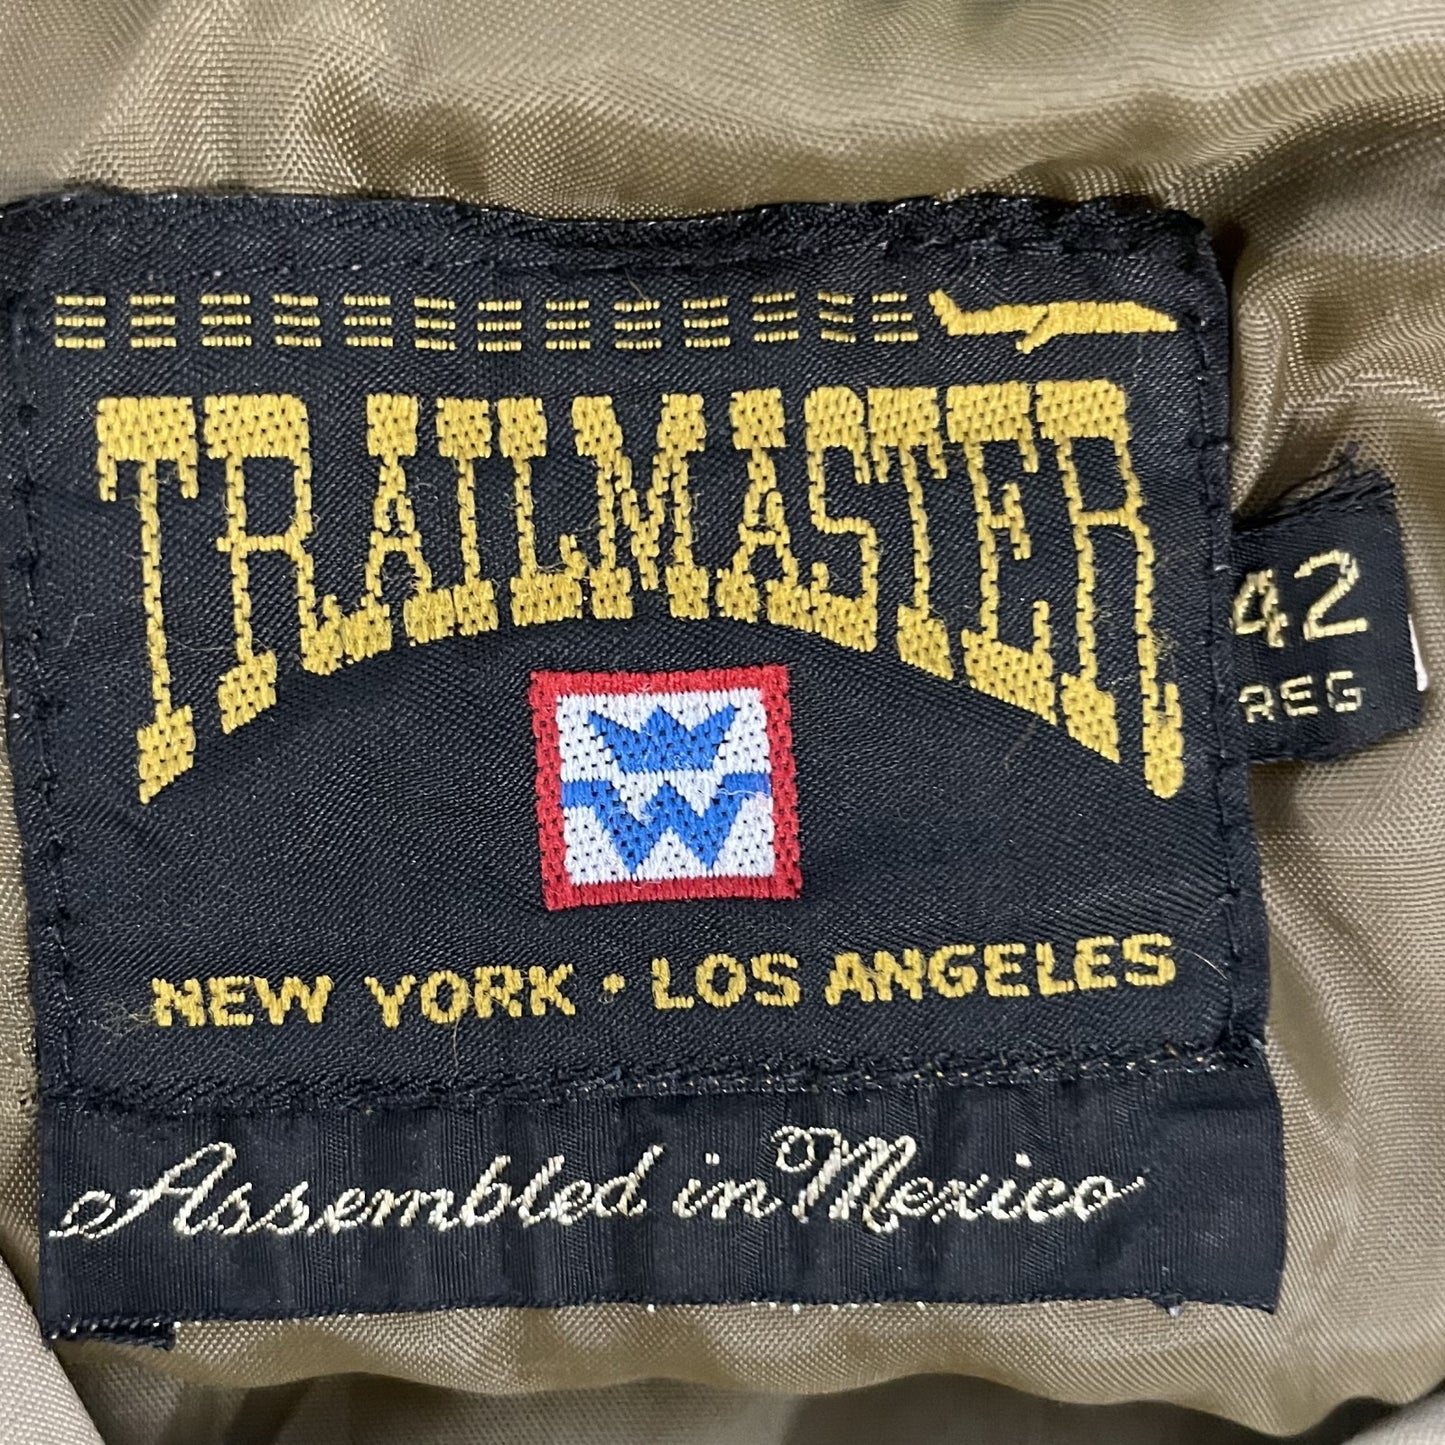 TRAILMASTER
42
REG
W
NEW YORK • LOS ANGELES
Assembled in Mexico